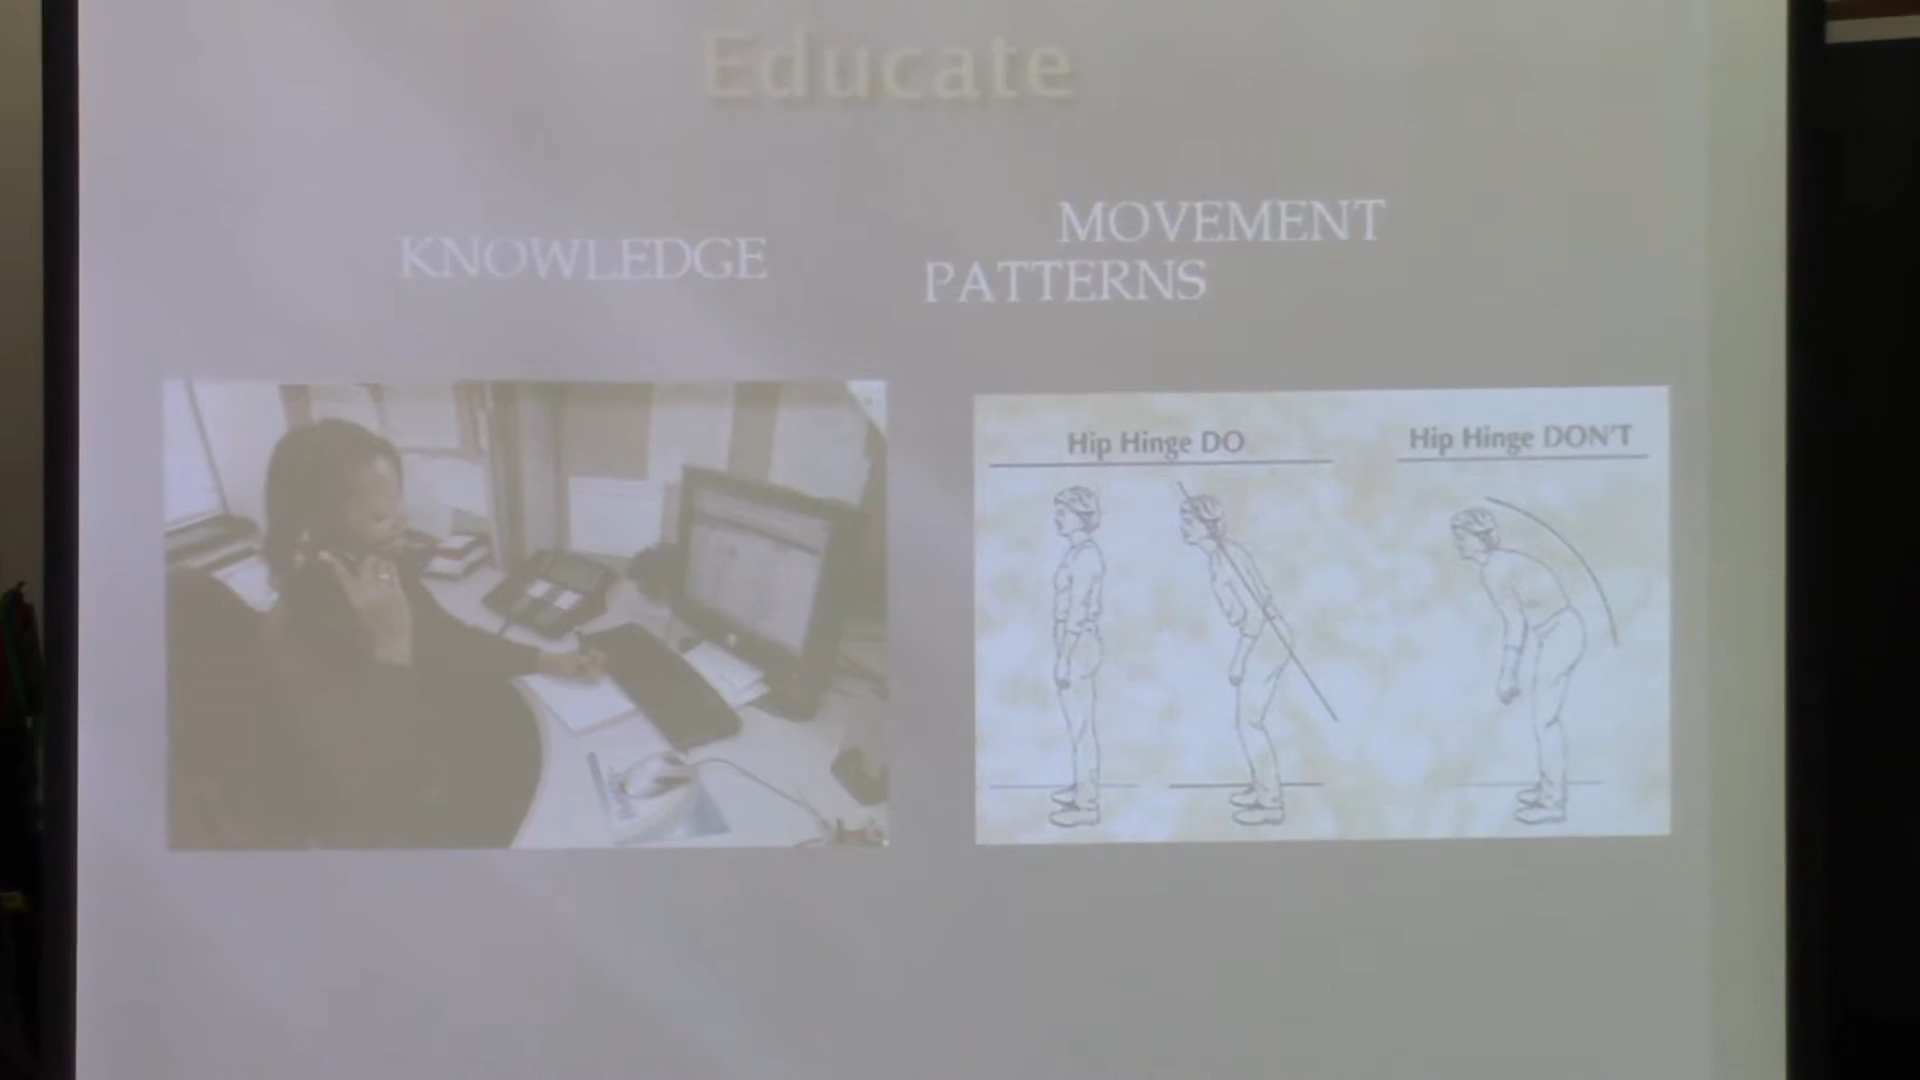 Educate
KNOWLEDGE
MOVEMENT
PATTERNS
Hip Hinge DO
Hip Hinge DON'T